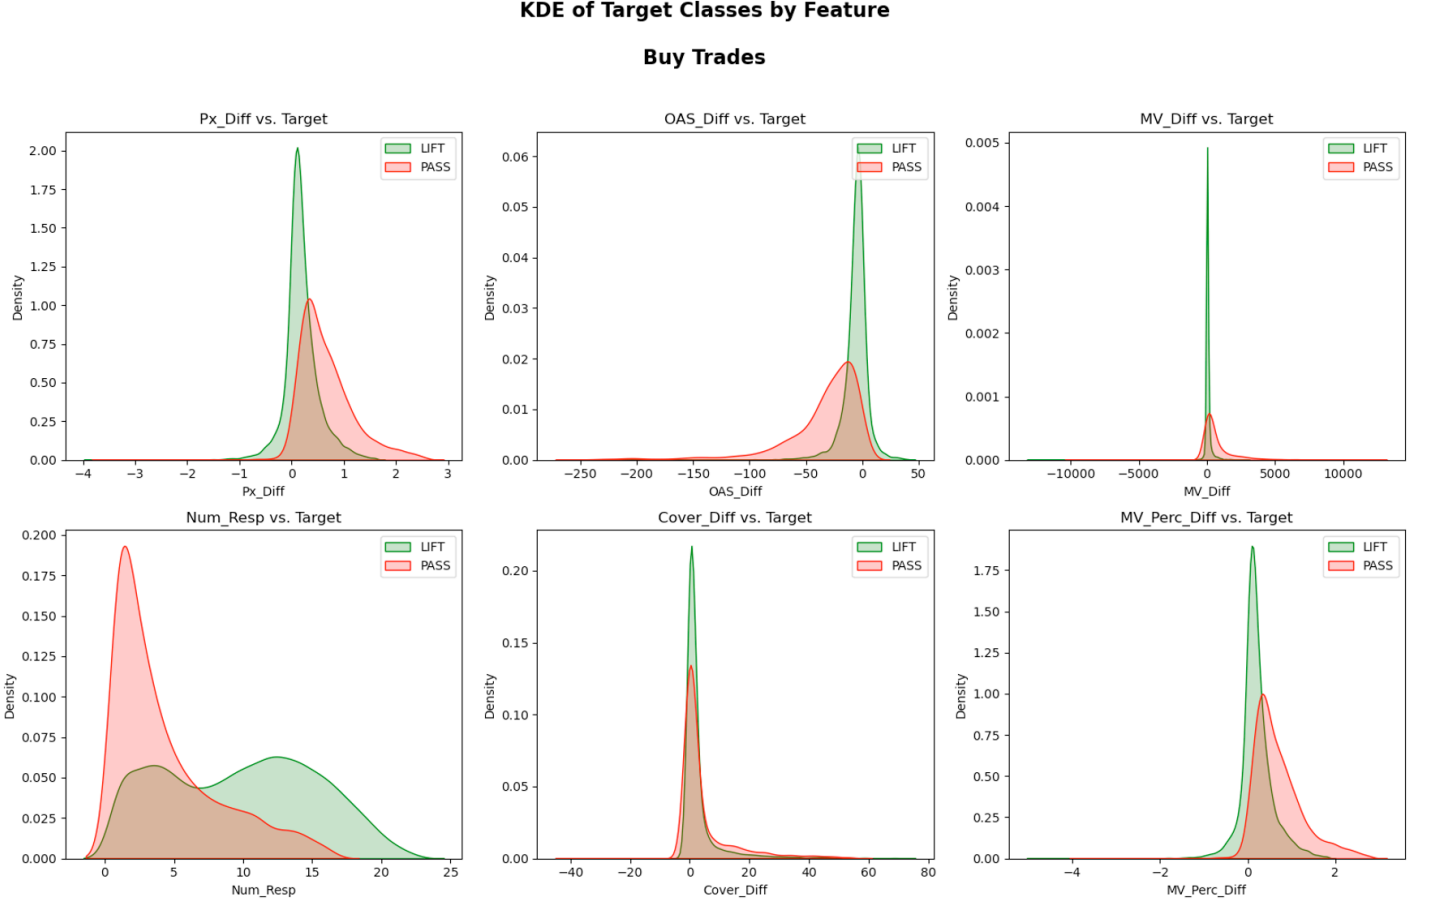 KDE of Target Classes by Feature
Buy Trades
Px_Diff vs. Target
LIFT
PASS
2.00
1.75
1.50
1.25
1.00
0.75
0.50
0.25
0.00
Density
−4 −3 −2 −1 0 1 2 3
Px_Diff
OAS_Diff vs. Target
LIFT
PASS
0.06
0.05
0.04
0.03
0.02
0.01
0.00
Density
−250 −200 −150 −100 −50 0 50
OAS_Diff
MV_Diff vs. Target
LIFT
PASS
0.005
0.004
0.003
0.002
0.001
0.000
Density
−10000 −5000 0 5000 10000
MV_Diff
Num_Resp vs. Target
LIFT
PASS
0.200
0.175
0.150
0.125
0.100
0.075
0.050
0.025
0.000
Density
0 5 10 15 20 25
Num_Resp
Cover_Diff vs. Target
LIFT
PASS
0.20
0.15
0.10
0.05
0.00
Density
−40 −20 0 20 40 60 80
Cover_Diff
MV_Perc_Diff vs. Target
LIFT
PASS
1.75
1.50
1.25
1.00
0.75
0.50
0.25
0.00
Density
−4 −2 0 2
MV_Perc_Diff